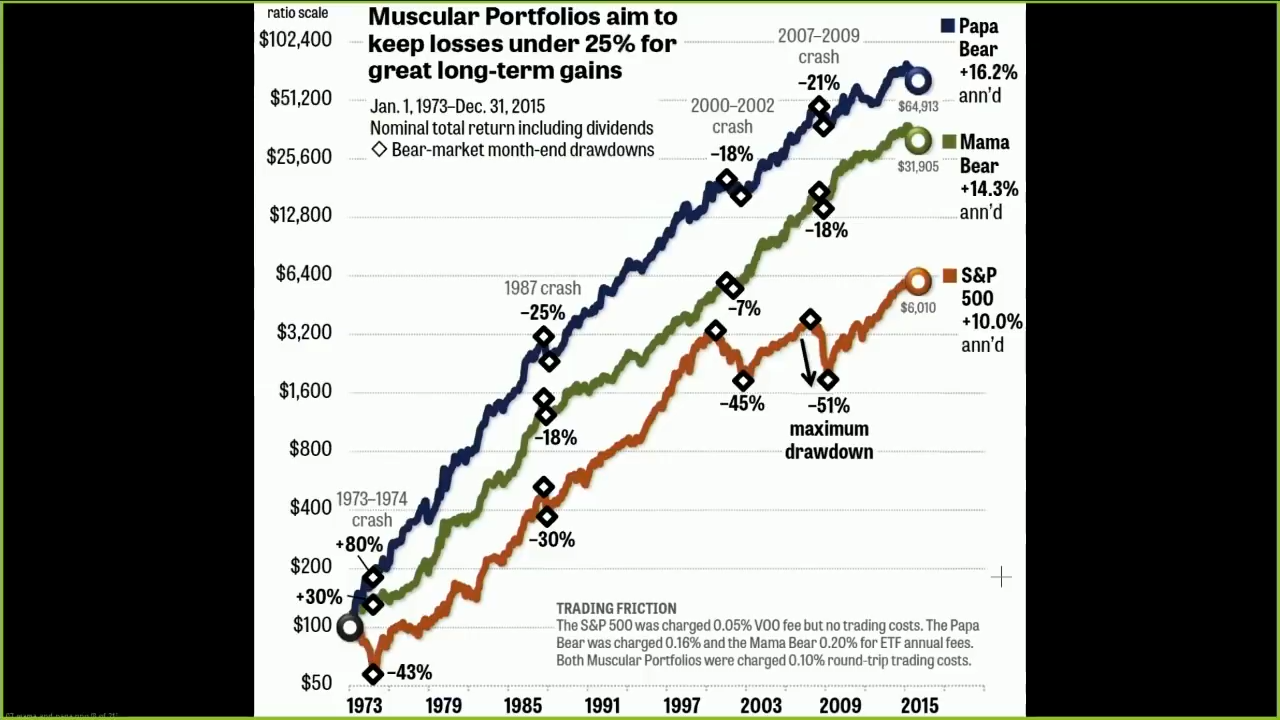 ratio scale
Muscular Portfolios aim to
keep losses under 25% for
great long-term gains
Jan. 1, 1973–Dec. 31, 2015
Nominal total return including dividends
Bear-market month-end drawdowns
$102,400
$51,200
$25,600
$12,800
$6,400
$3,200
$1,600
$800
$400
$200
$100
$50
2007–2009
crash
–21%
2000–2002
crash
–18%
Papa
Bear
+16.2%
ann'd
$64,913
Mama
Bear
+14.3%
ann'd
$31,905
–18%
–7%
S&P
500
+10.0%
ann'd
$6,010
1987 crash
–25%
–18%
–30%
–45%
–51%
maximum
drawdown
1973–1974
crash
+80%
+30%
–43%
TRADING FRICTION
The S&P 500 was charged 0.05% VOO fee but no trading costs. The Papa
Bear was charged 0.16% and the Mama Bear 0.20% for ETF annual fees.
Both Muscular Portfolios were charged 0.10% round-trip trading costs.
1973 1979 1985 1991 1997 2003 2009 2015